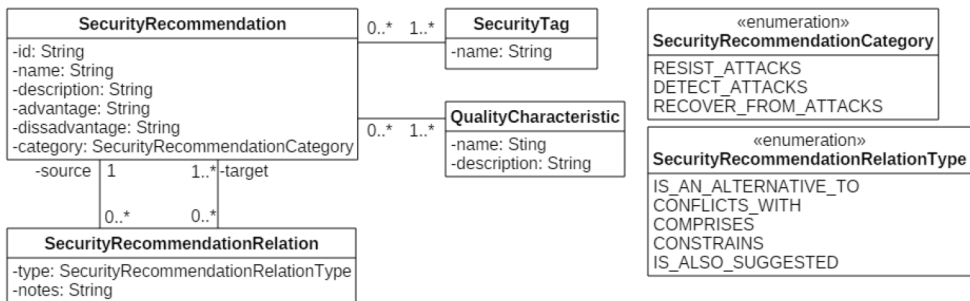 SecurityRecommendation
-id: String
-name: String
-description: String
-advantage: String
-dissadvantage: String
-category: SecurityRecommendationCategory
0..* 1..*
SecurityTag
-name: String
0..* 1..*
QualityCharacteristic
-name: Sting
-description: String
-source 1 1..* -target
0..* 0..*
SecurityRecommendationRelation
-type: SecurityRecommendationRelationType
-notes: String
«enumeration»
SecurityRecommendationCategory
RESIST_ATTACKS
DETECT_ATTACKS
RECOVER_FROM_ATTACKS
«enumeration»
SecurityRecommendationRelationType
IS_AN_ALTERNATIVE_TO
CONFLICTS_WITH
COMPRISES
CONSTRAINS
IS_ALSO_SUGGESTED